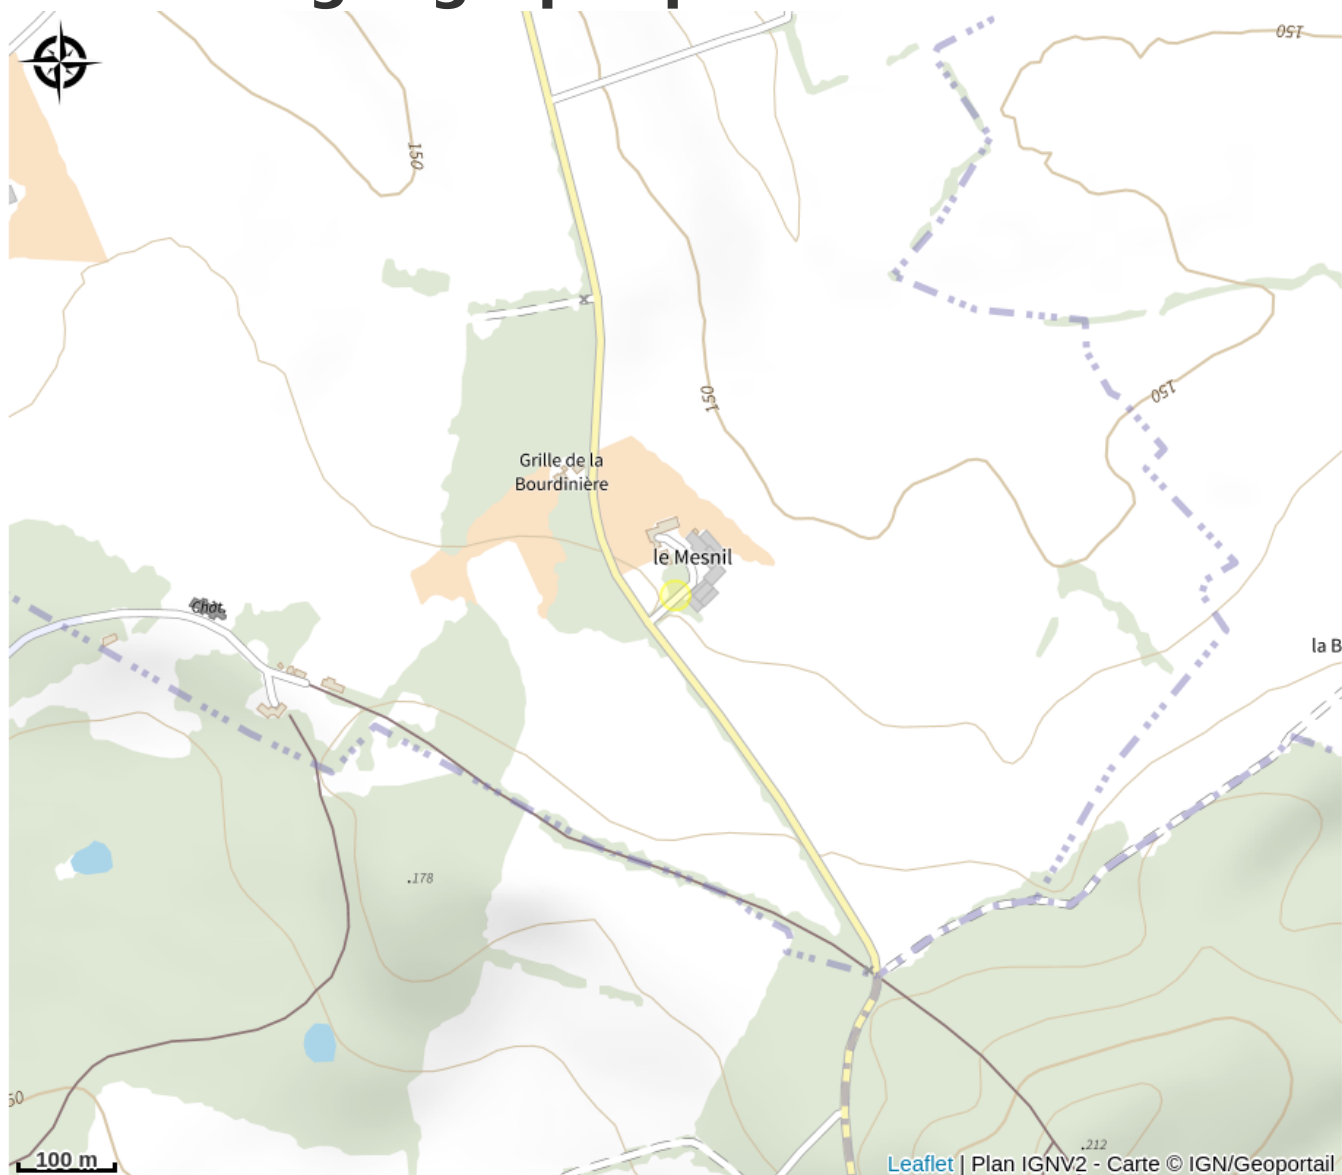 150
150
150
150
Grille de la
Bourdinière
le Mesnil
Chât.
la B
.178
50
.212
100 m
Leaflet | Plan IGNV2 - Carte © IGN/Geoportail